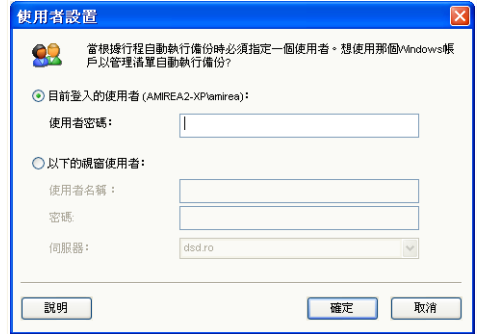 使用者設置
當根據行程自動執行備份時必須指定一個使用者。想使用那個Windows帳
戶以管理清單自動執行備份?
目前登入的使用者 (AMIREA2-XP\amirea):
使用者密碼:
以下的視窗使用者:
使用者名稱:
密碼:
伺服器:
dsd.ro
說明
確定
取消